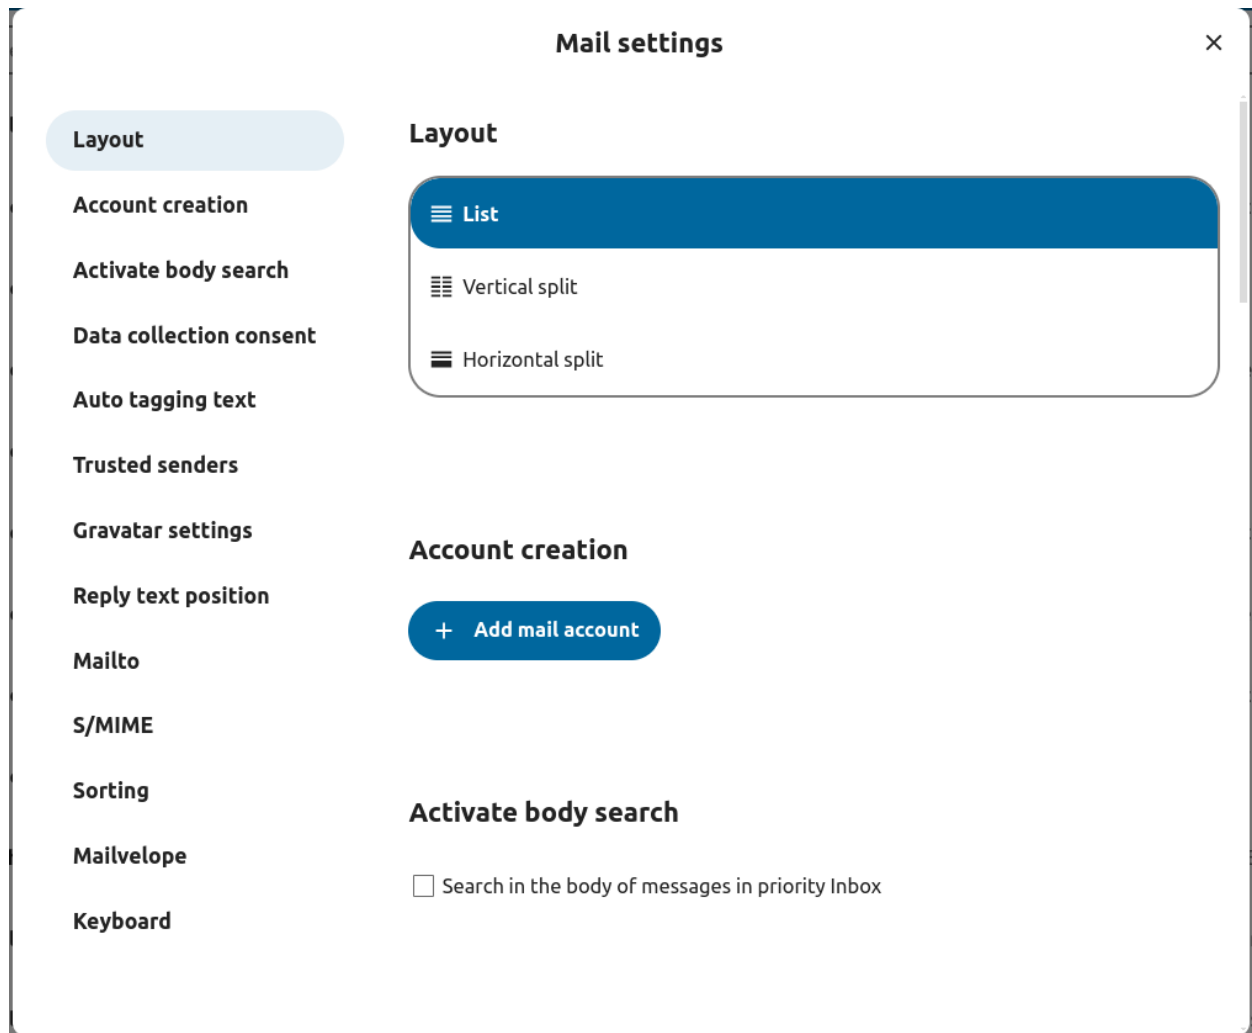 Mail settings
Layout
Account creation
Activate body search
Data collection consent
Auto tagging text
Trusted senders
Gravatar settings
Reply text position
Mailto
S/MIME
Sorting
Mailvelope
Keyboard
Layout
List
Vertical split
Horizontal split
Account creation
Add mail account
Activate body search
Search in the body of messages in priority Inbox